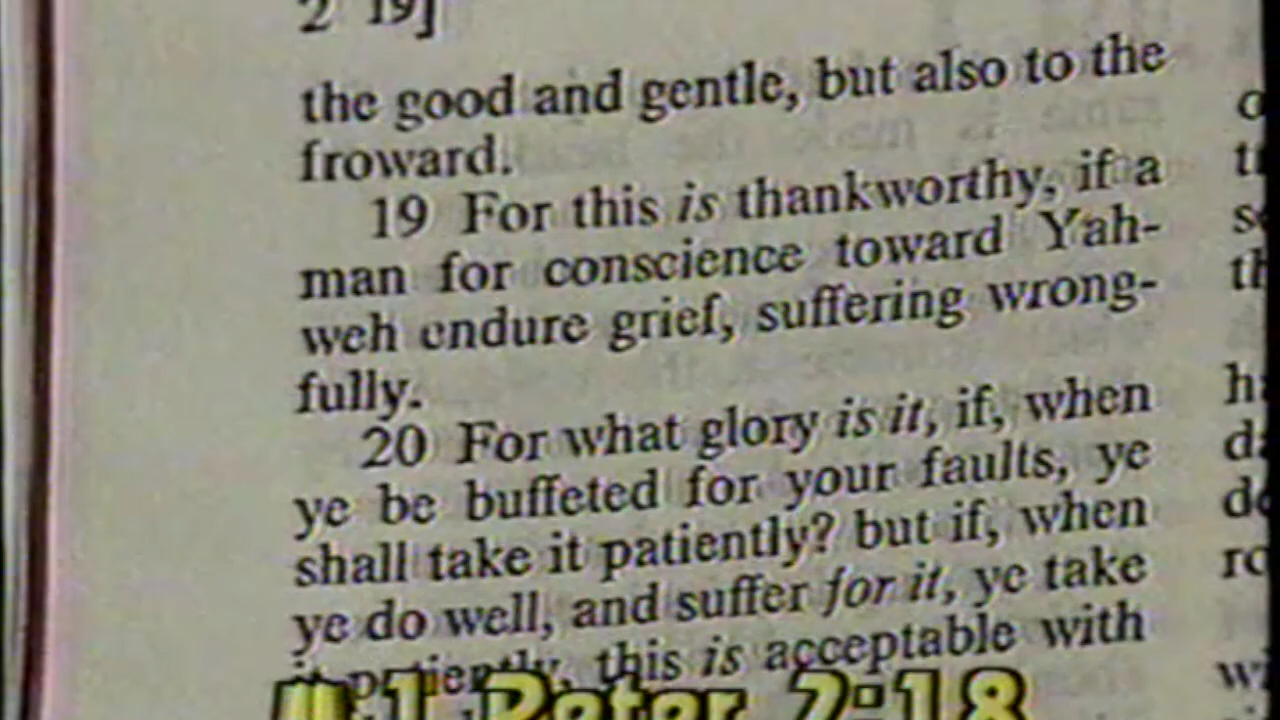 2 19]
the good and gentle, but also to the
froward.
19 For this is thankworthy, if a
man for conscience toward Yah-
weh endure grief, suffering wrong-
fully.
20 For what glory is it, if, when
ye be buffeted for your faults, ye
shall take it patiently? but if, when
ye do well, and suffer for it, ye take
it patiently, this is acceptable with
1 Peter 2:18